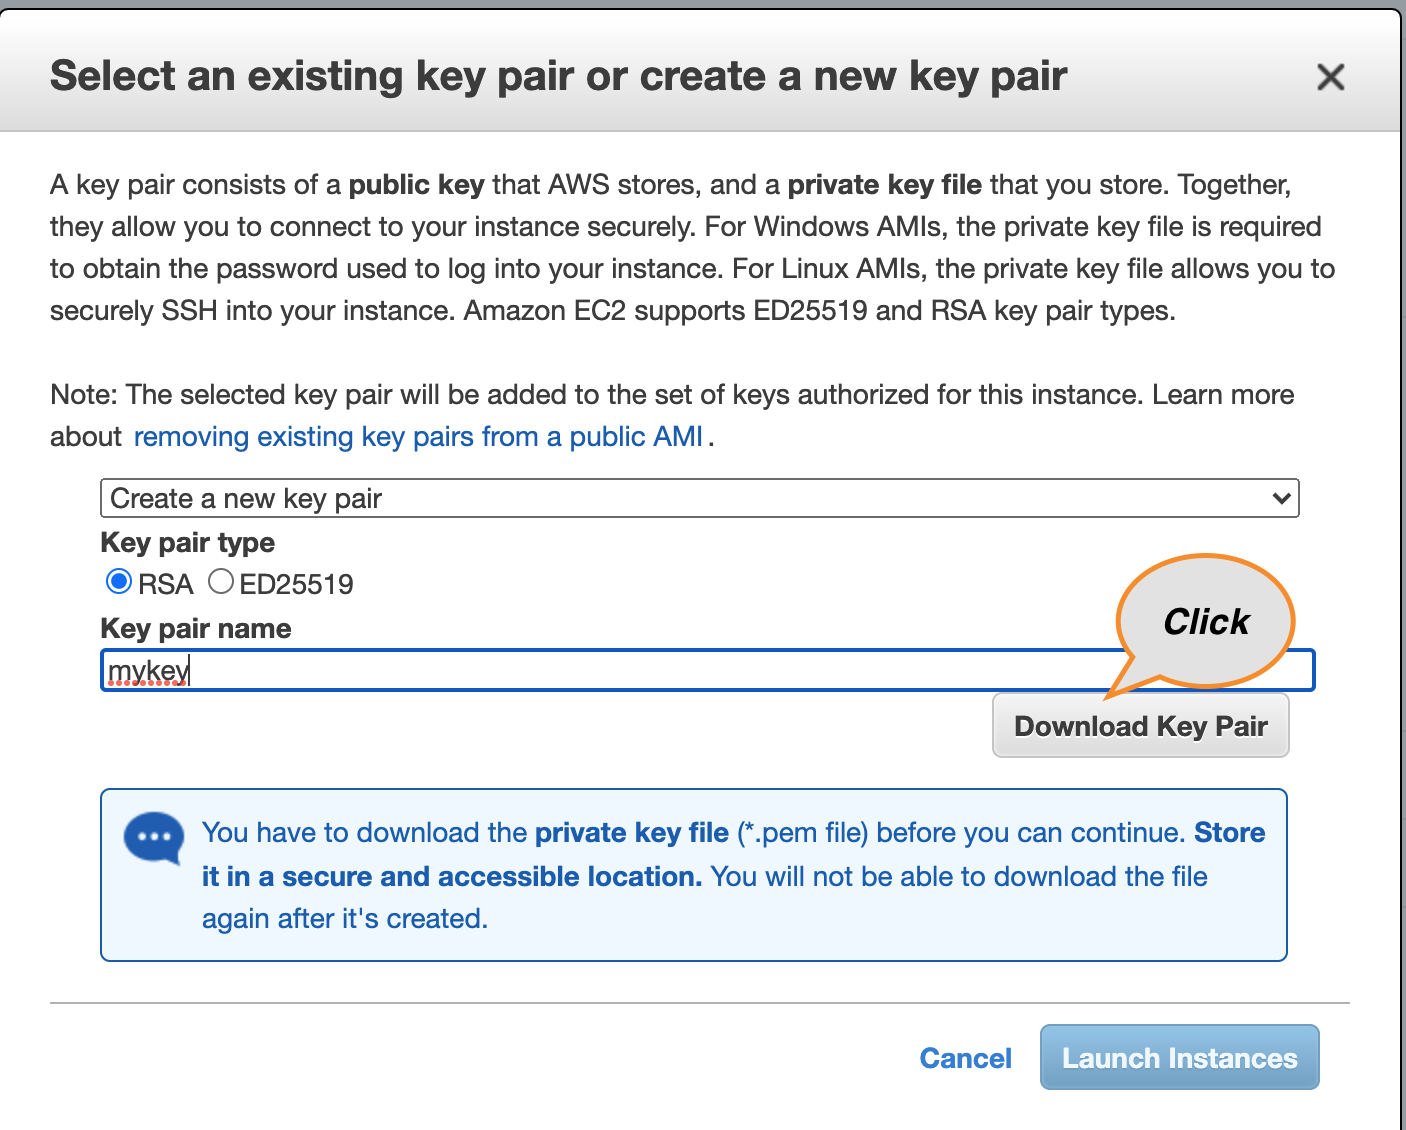 Select an existing key pair or create a new key pair
A key pair consists of a public key that AWS stores, and a private key file that you store. Together,
they allow you to connect to your instance securely. For Windows AMIs, the private key file is required
to obtain the password used to log into your instance. For Linux AMIs, the private key file allows you to
securely SSH into your instance. Amazon EC2 supports ED25519 and RSA key pair types.
Note: The selected key pair will be added to the set of keys authorized for this instance. Learn more
about removing existing key pairs from a public AMI .
Create a new key pair
Key pair type
RSA ED25519
Key pair name
mykey
Click
Download Key Pair
You have to download the private key file (*.pem file) before you can continue. Store
it in a secure and accessible location. You will not be able to download the file
again after it's created.
Cancel Launch Instances